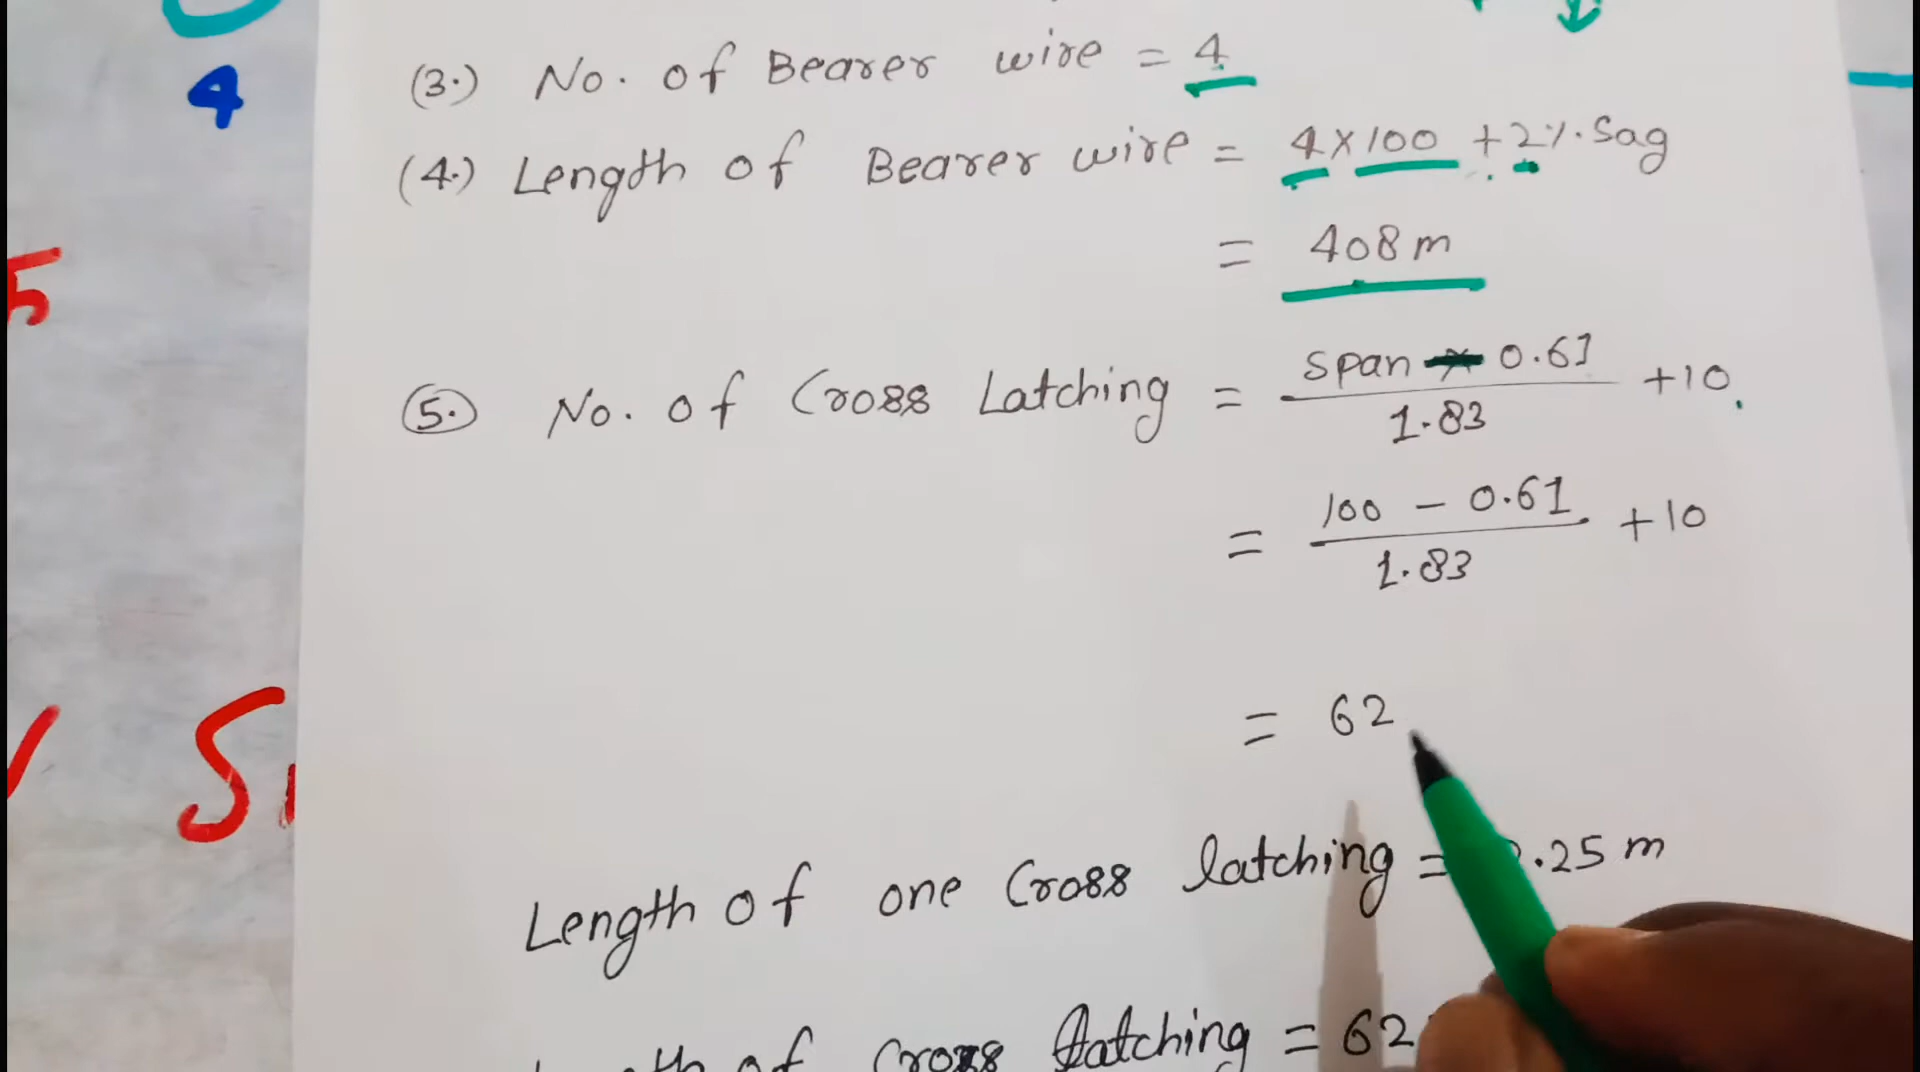 4
(3.) No. of Bearer wire = 4
(4.) Length of Bearer wire = 4×100 +2%. Sag
= 408 m
5
(5.) No. of Cross Latching = span - 0.61 / 1.83 +10
= 100 - 0.61 / 1.83 +10
= 62
S
Length of one Cross latching = .25 m
of Cross latching = 62